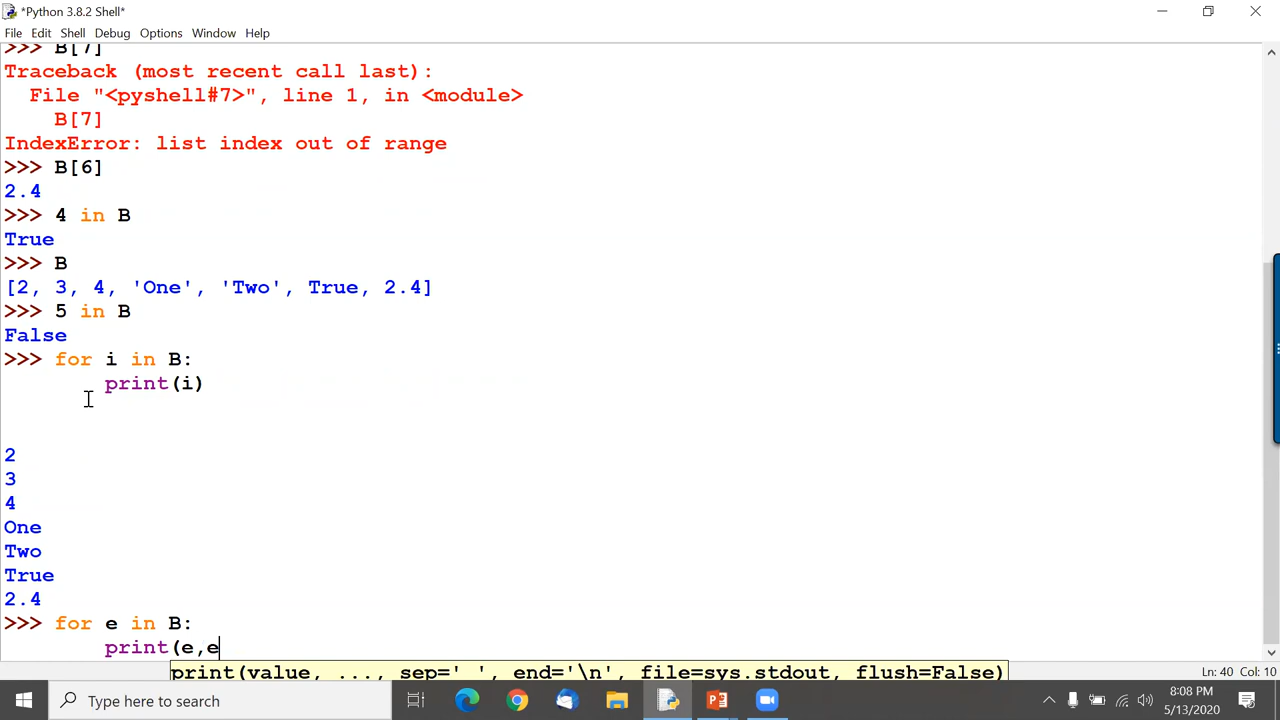 *Python 3.8.2 Shell*
File Edit Shell Debug Options Window Help
>>> B[7]
Traceback (most recent call last):
  File "<pyshell#7>", line 1, in <module>
    B[7]
IndexError: list index out of range
>>> B[6]
2.4
>>> 4 in B
True
>>> B
[2, 3, 4, 'One', 'Two', True, 2.4]
>>> 5 in B
False
>>> for i in B:
        print(i)
2
3
4
One
Two
True
2.4
>>> for e in B:
        print(e,e
print(value, ..., sep=' ', end='\n', file=sys.stdout, flush=False)
Ln: 40 Col: 10
Type here to search
8:08 PM
5/13/2020